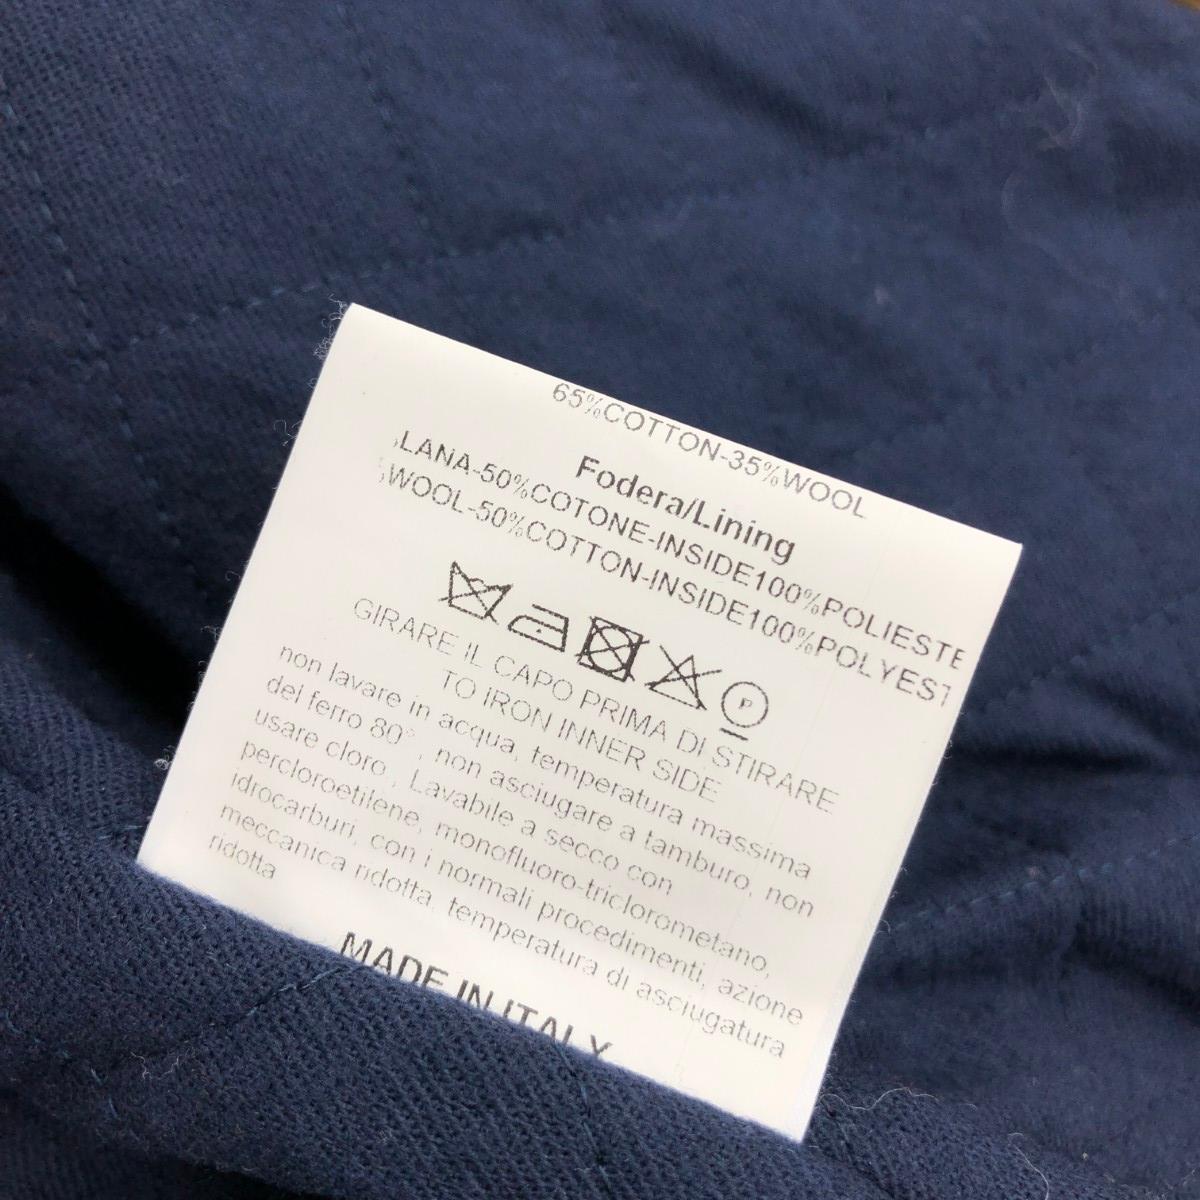 65%COTTON-35%WOOL
Fodera/Lining
%LANA-50%COTONE-INSIDE100%POLIESTE
%WOOL-50%COTTON-INSIDE100%POLYEST
P
GIRARE IL CAPO PRIMA DI STIRARE
TO IRON INNER SIDE
non lavare in acqua, temperatura massima
del ferro 80°, non asciugare a tamburo, non
usare cloro, Lavabile a secco con
percloroetilene, monofluoro-triclorometano,
idrocarburi, con i normali procedimenti, azione
meccanica ridotta, temperatura di asciugatura
ridotta
MADE IN ITALY